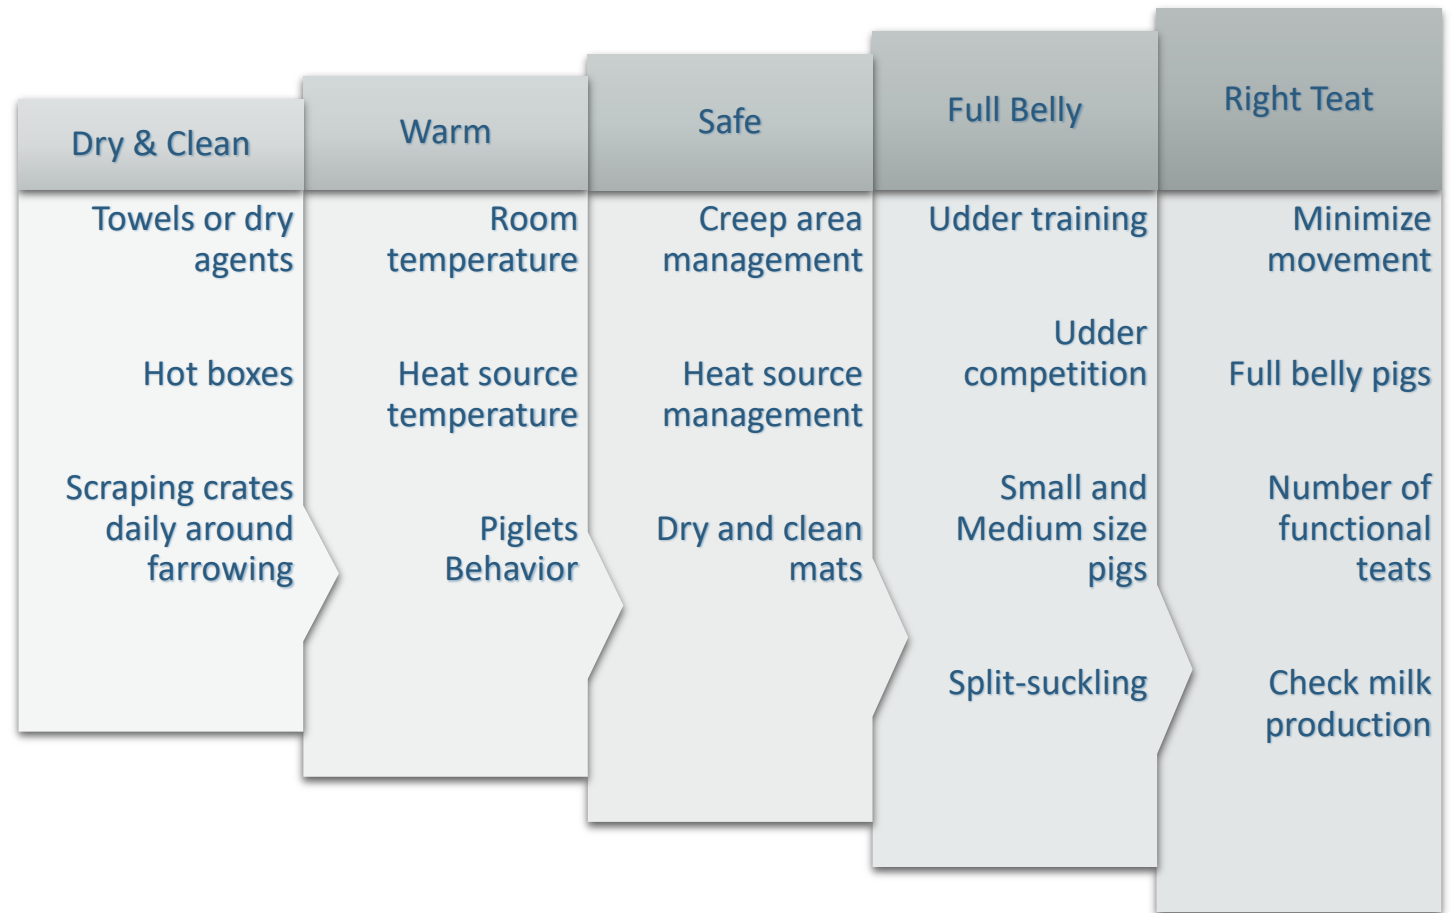 Dry & Clean
Towels or dry
agents
Hot boxes
Scraping crates
daily around
farrowing
Warm
Room
temperature
Heat source
temperature
Piglets
Behavior
Safe
Creep area
management
Heat source
management
Dry and clean
mats
Full Belly
Udder training
Udder
competition
Small and
Medium size
pigs
Split-suckling
Right Teat
Minimize
movement
Full belly pigs
Number of
functional
teats
Check milk
production